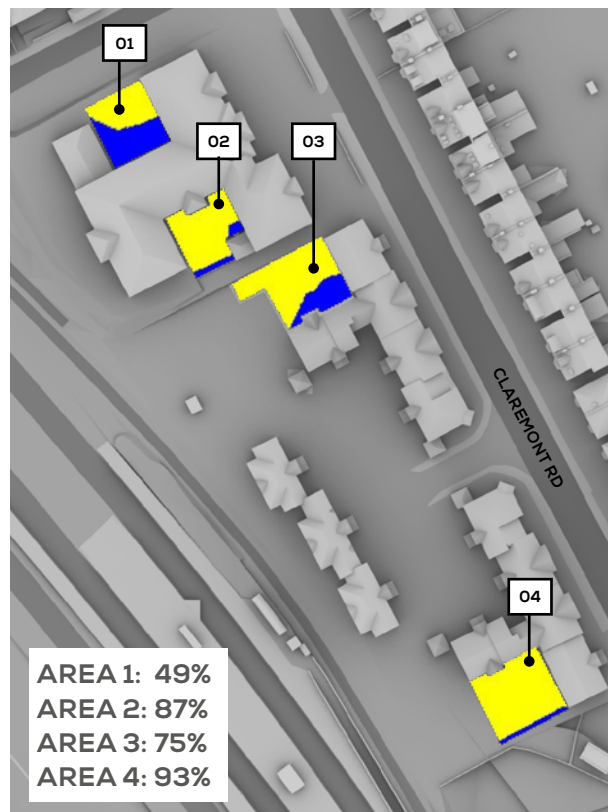 01
02
03
CLAREMONT RD
04
AREA 1: 49%
AREA 2: 87%
AREA 3: 75%
AREA 4: 93%